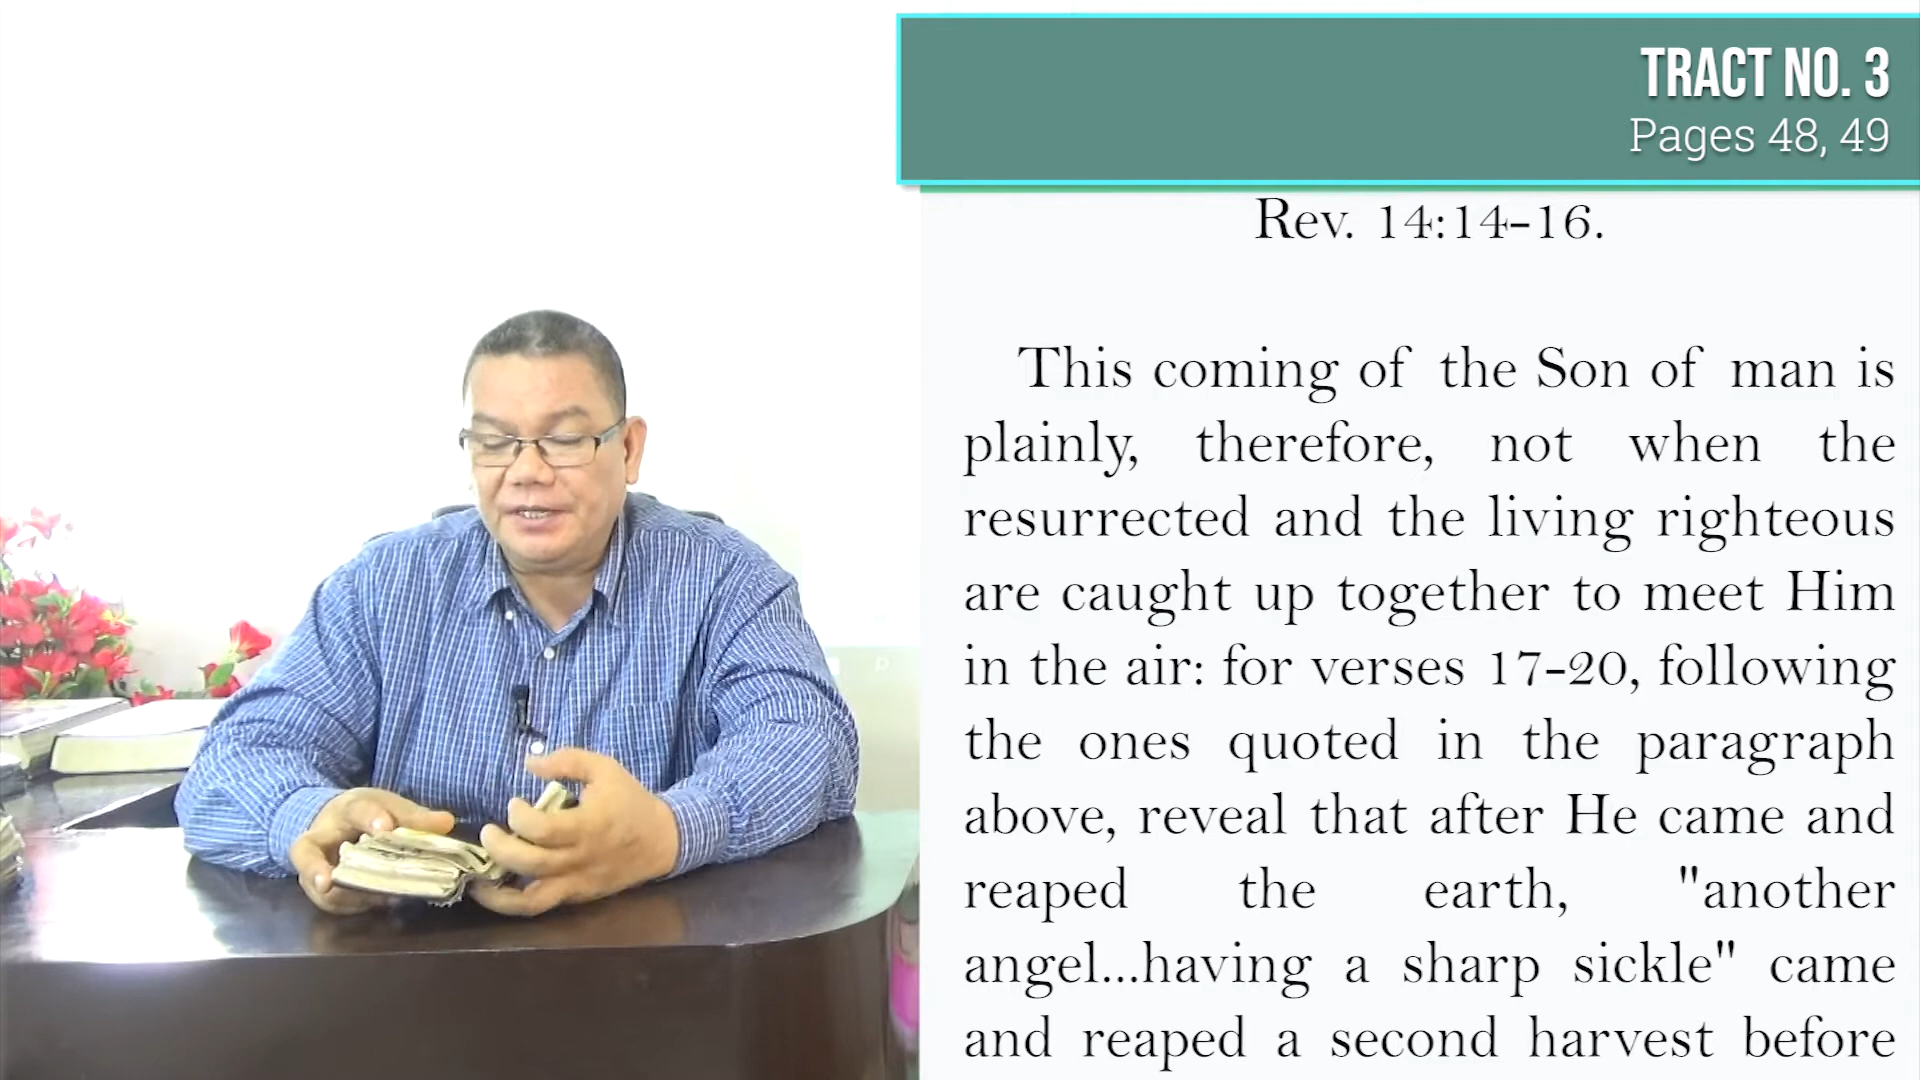 TRACT NO. 3
Pages 48, 49
Rev. 14:14-16.
This coming of the Son of man is
plainly, therefore, not when the
resurrected and the living righteous
are caught up together to meet Him
in the air: for verses 17-20, following
the ones quoted in the paragraph
above, reveal that after He came and
reaped the earth, "another
angel...having a sharp sickle" came
and reaped a second harvest before